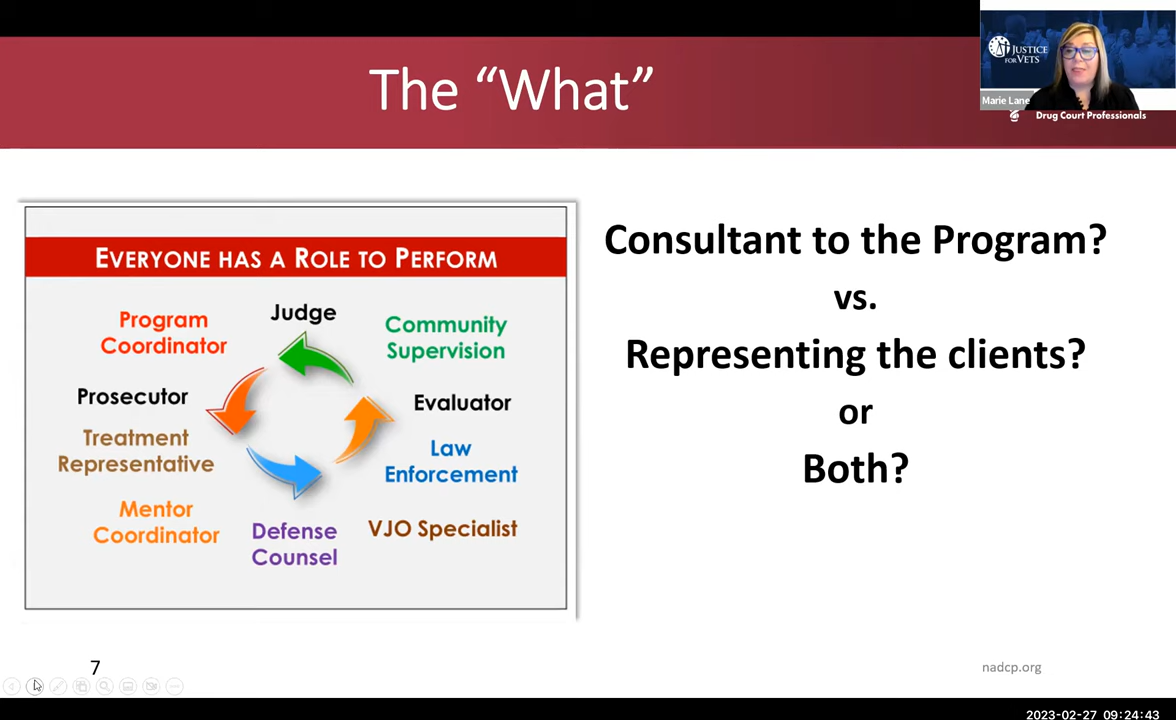 The “What”
JUSTICE
FOR VETS
Marie Lane
Drug Court Professionals
EVERYONE HAS A ROLE TO PERFORM
Judge
Program
Coordinator
Community
Supervision
Prosecutor
Evaluator
Treatment
Representative
Law
Enforcement
Mentor
Coordinator
Defense
Counsel
VJO Specialist
Consultant to the Program?
vs.
Representing the clients?
or
Both?
7
nadcp.org
2023-02-27 09:24:43